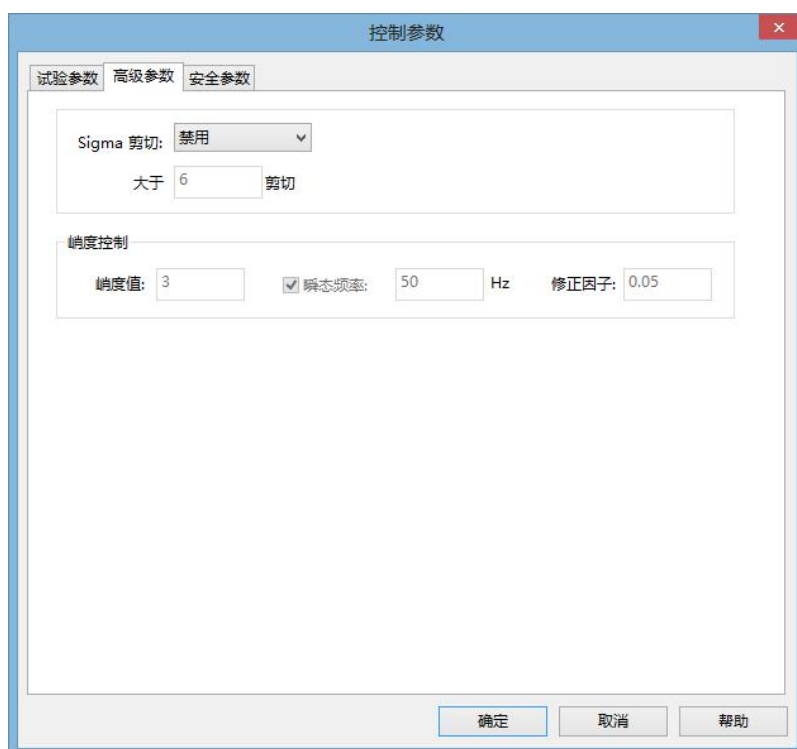 控制参数
试验参数 高级参数 安全参数
Sigma 剪切: 禁用
大于 6 剪切
峭度控制
峭度值: 3 瞬态频率: 50 Hz 修正因子: 0.05
确定 取消 帮助